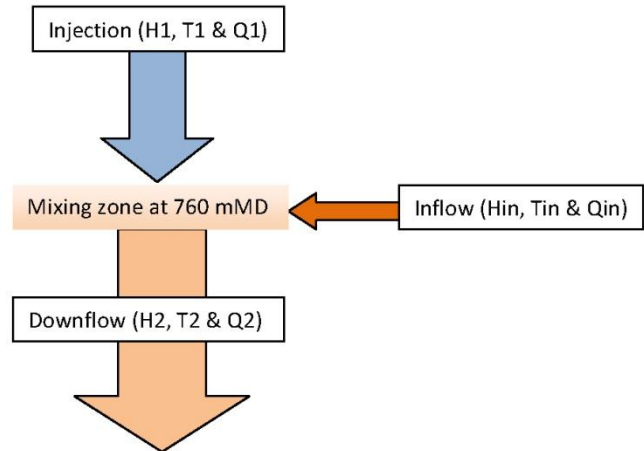 Injection (H1, T1 & Q1)
Mixing zone at 760 mMD
Inflow (Hin, Tin & Qin)
Downflow (H2, T2 & Q2)